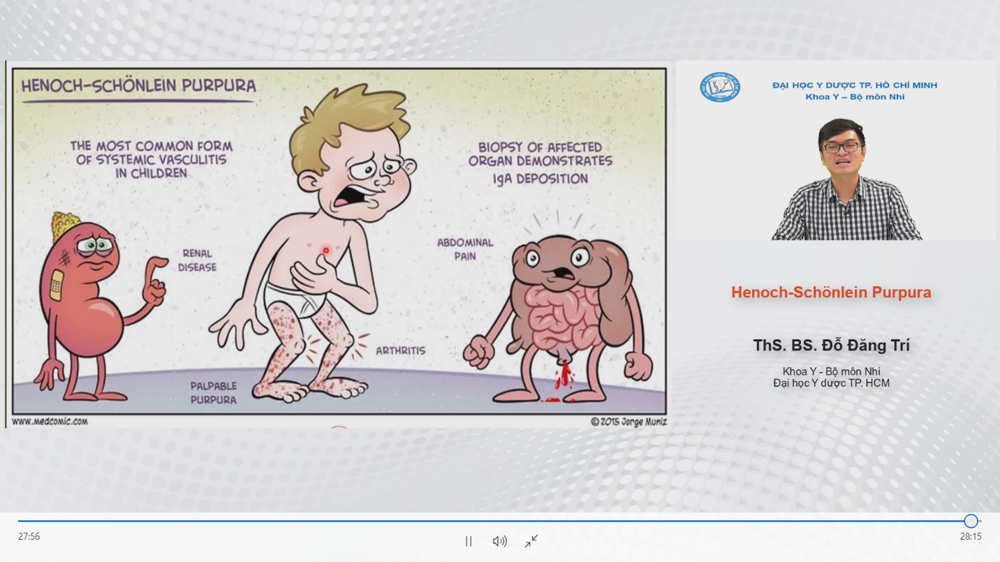 HENOCH-SCHÖNLEIN PURPURA
THE MOST COMMON FORM
OF SYSTEMIC VASCULITIS
IN CHILDREN
BIOPSY OF AFFECTED
ORGAN DEMONSTRATES
IgA DEPOSITION
RENAL
DISEASE
ABDOMINAL
PAIN
ARTHRITIS
PALPABLE
PURPURA
www.medcomic.com
© 2015 Jorge Muniz
ĐẠI HỌC Y DƯỢC TP. HỒ CHÍ MINH
Khoa Y – Bộ môn Nhi
Henoch-Schönlein Purpura
ThS. BS. Đỗ Đăng Trí
Khoa Y - Bộ môn Nhi
Đại học Y dược TP. HCM
27:56
28:15